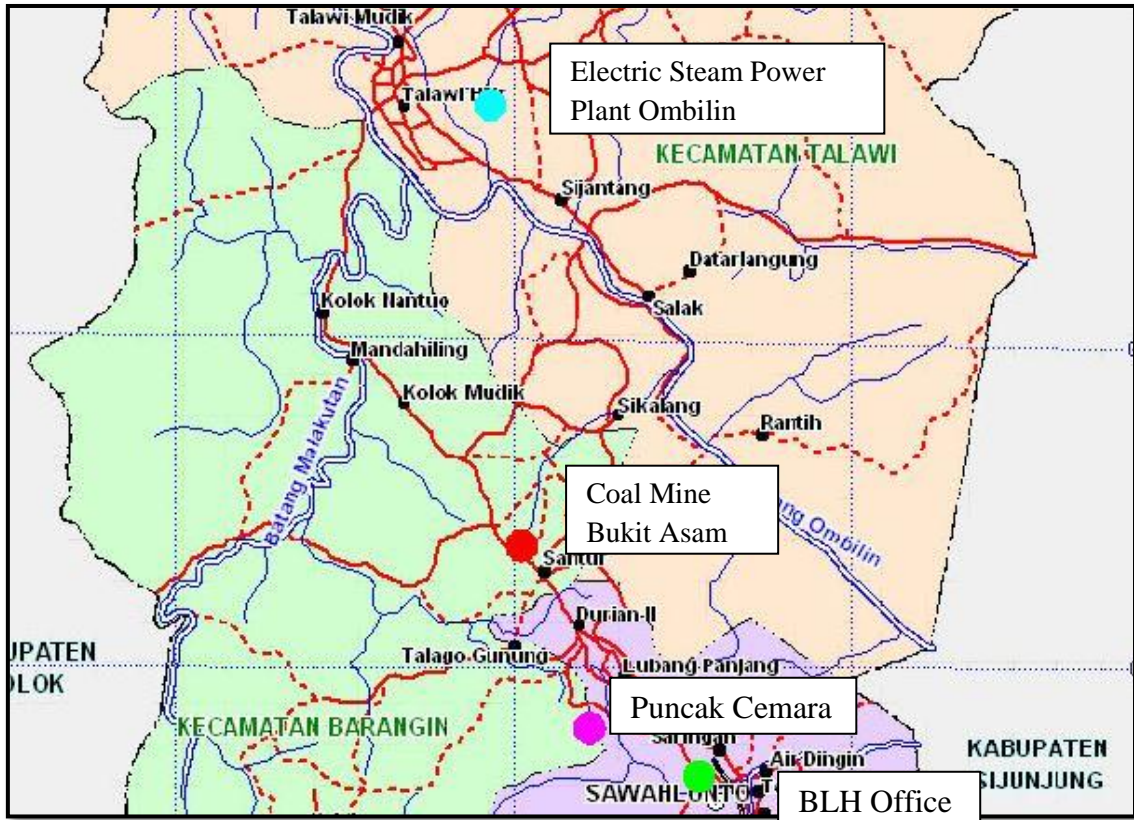 Talawi Mudik
Electric Steam Power
Plant Ombilin
Talawi
KECAMATAN TALAWI
Sijantang
Datarlangung
Salak
Kolok Nantuo
Mandahiling
Kolok Mudik
Sikalang
Rantih
Batang Malakutan
Coal Mine
Bukit Asam
Ombilin
Santur
Durian-II
Talago Gunung
Lubang Panjang
UPATEN
OLOK
KECAMATAN BARANGIN
Puncak Cemara
Saringan
Air Dingin
KABUPATEN
SIJUNJUNG
SAWAHLUNTO
BLH Office